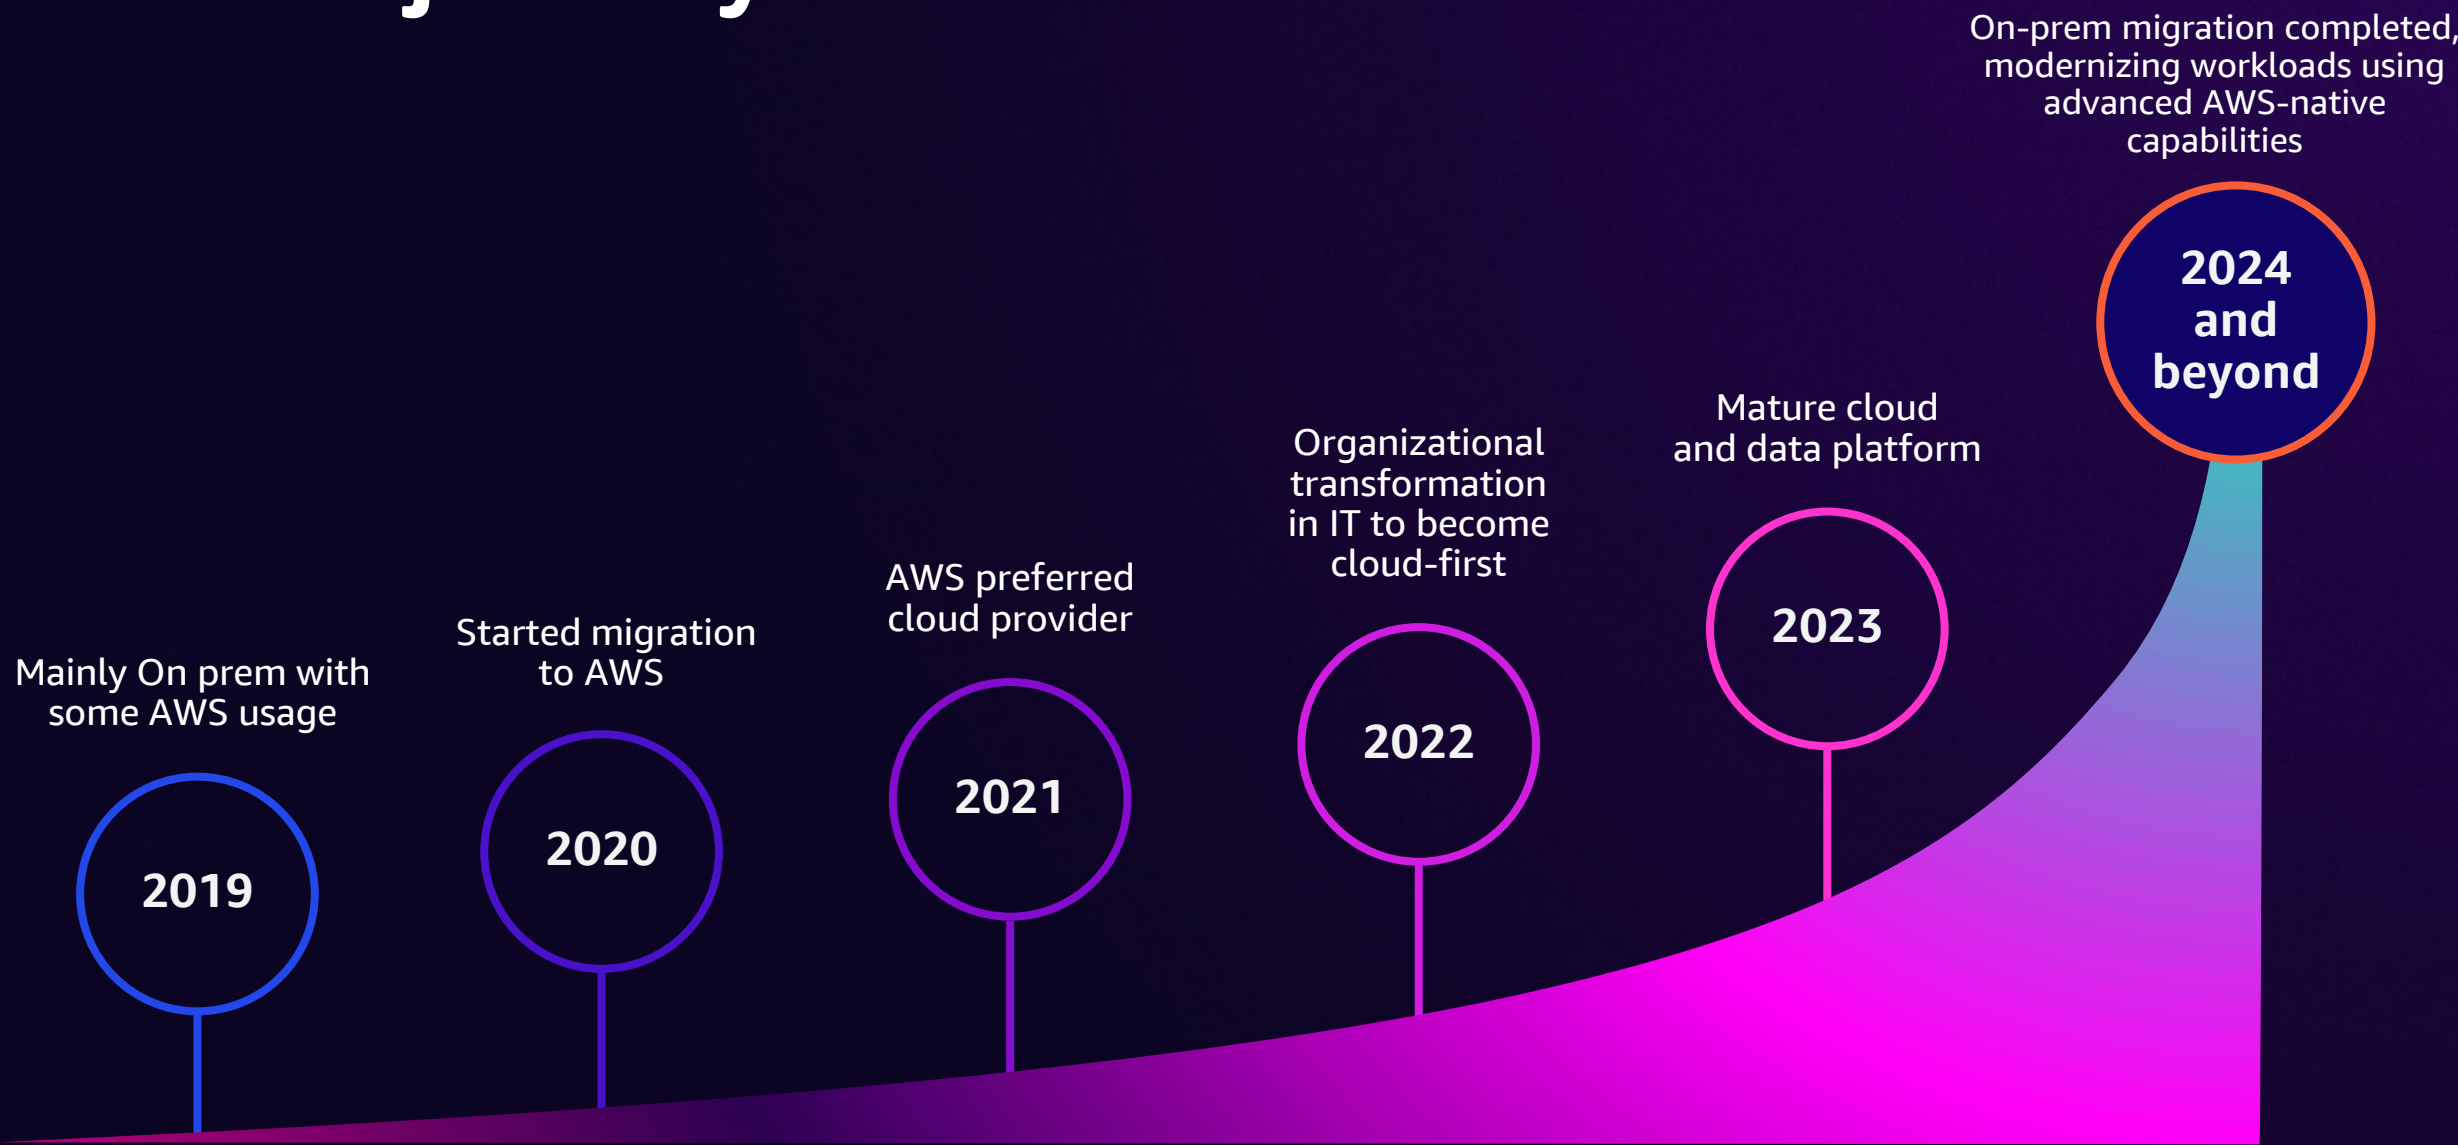 Mainly On prem with
some AWS usage
2019
Started migration
to AWS
2020
AWS preferred
cloud provider
2021
Organizational
transformation
in IT to become
cloud-first
2022
Mature cloud
and data platform
2023
On-prem migration completed,
modernizing workloads using
advanced AWS-native
capabilities
2024
and
beyond